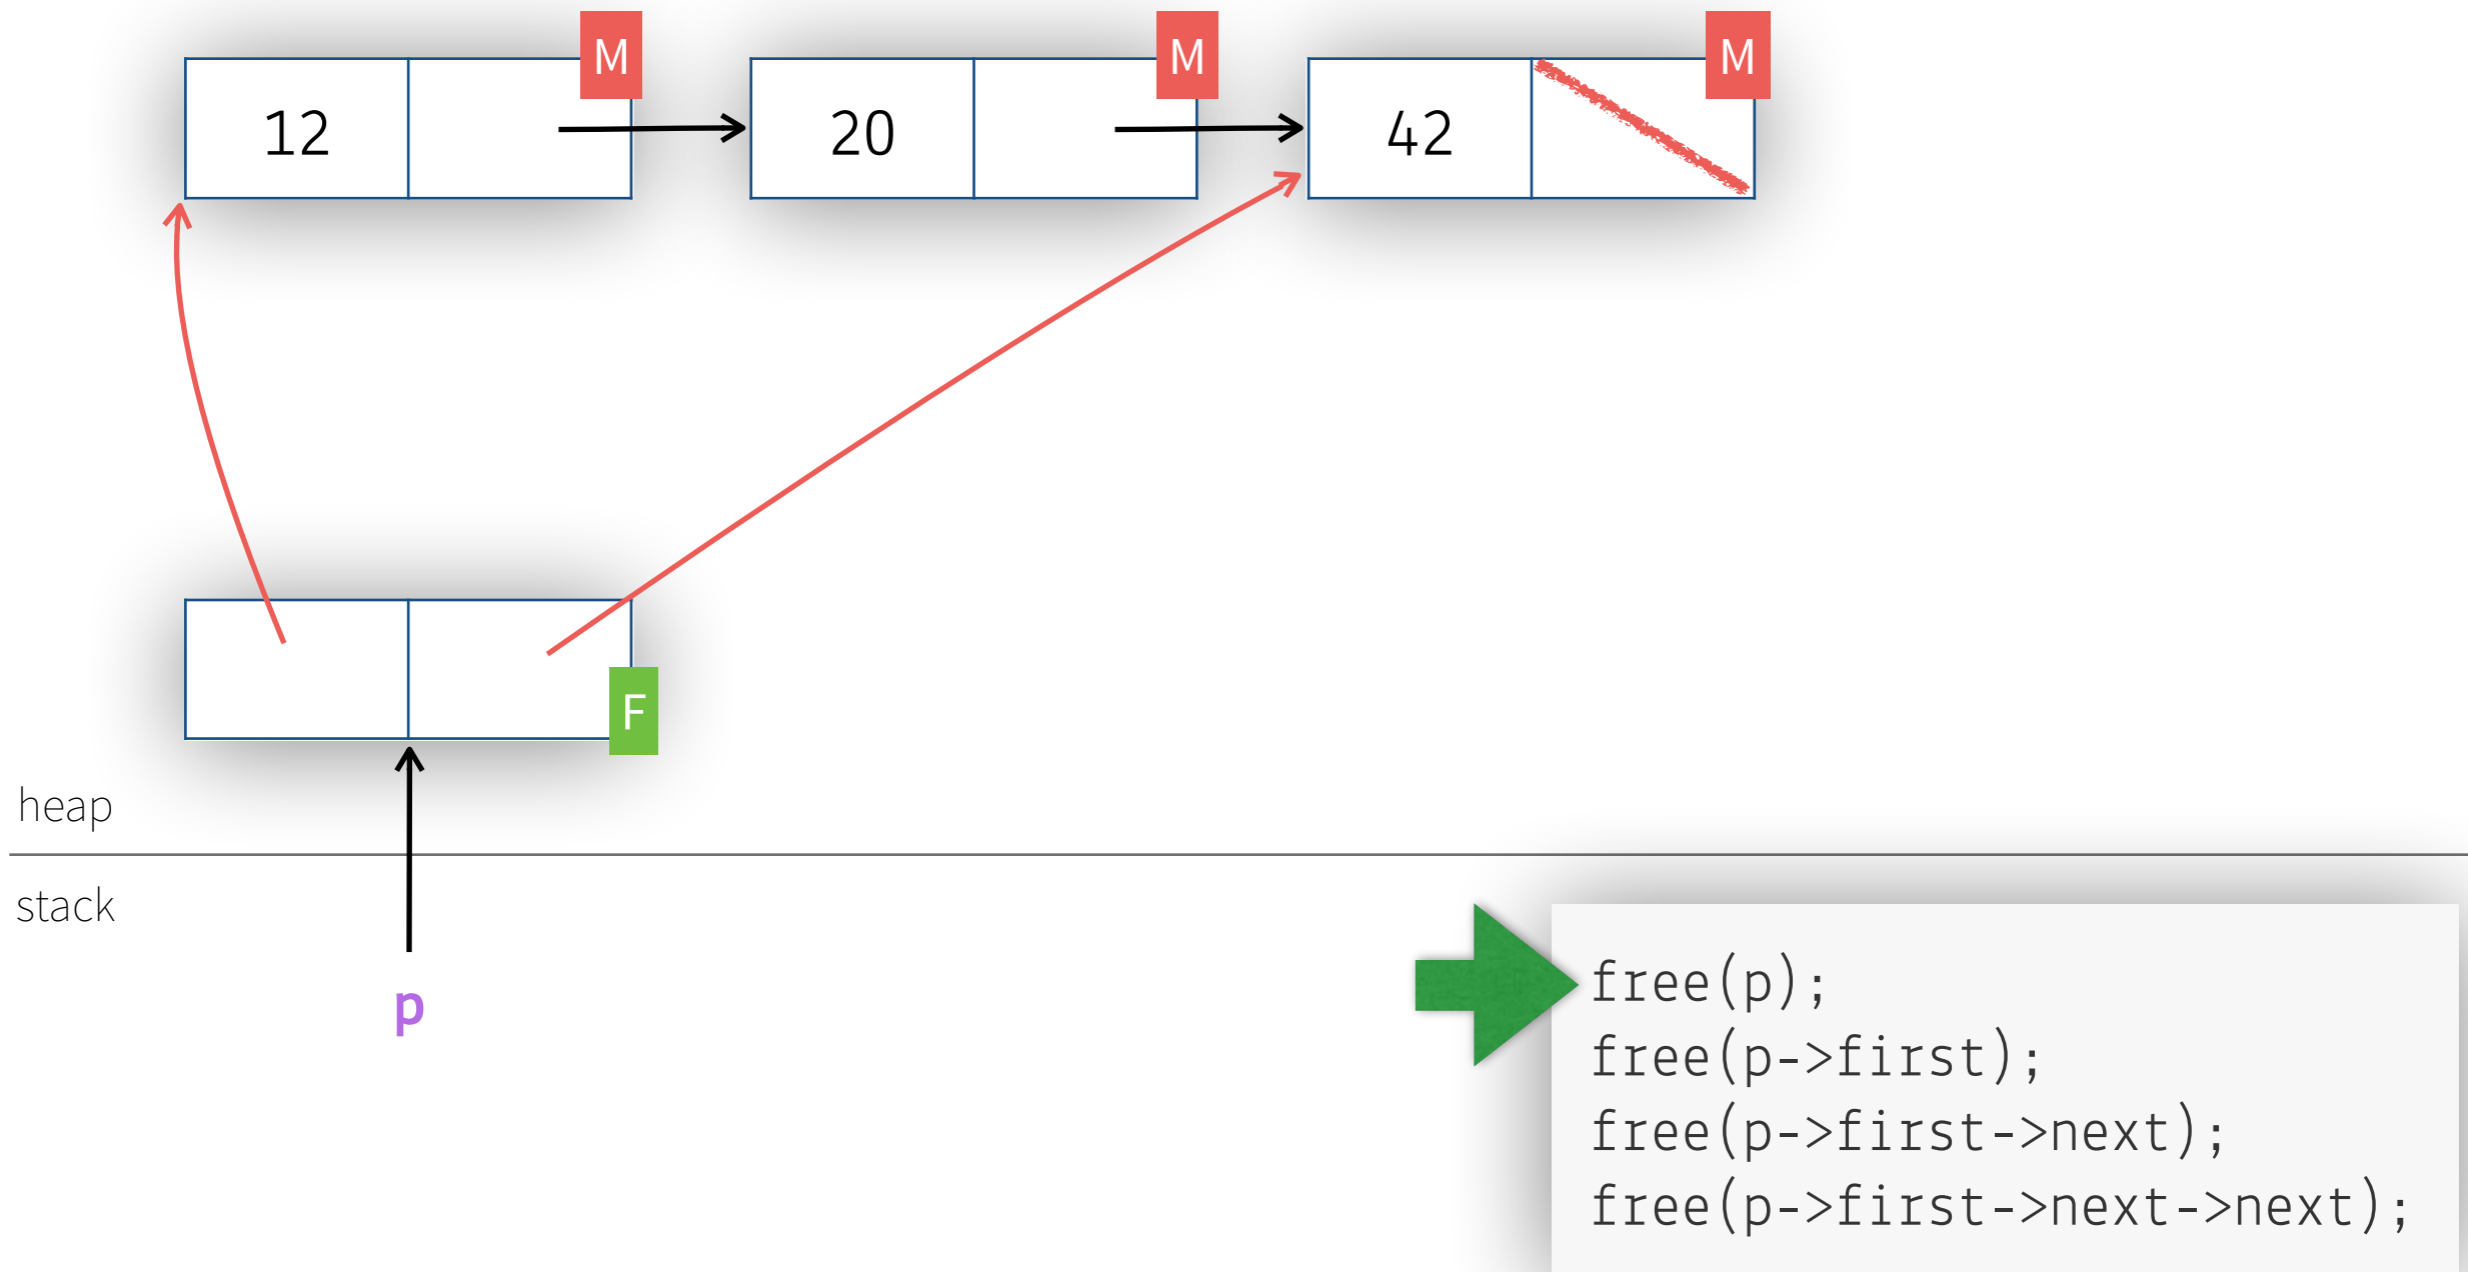 M M M
12 20 42
F
heap
stack
p
free(p);
free(p->first);
free(p->first->next);
free(p->first->next->next);